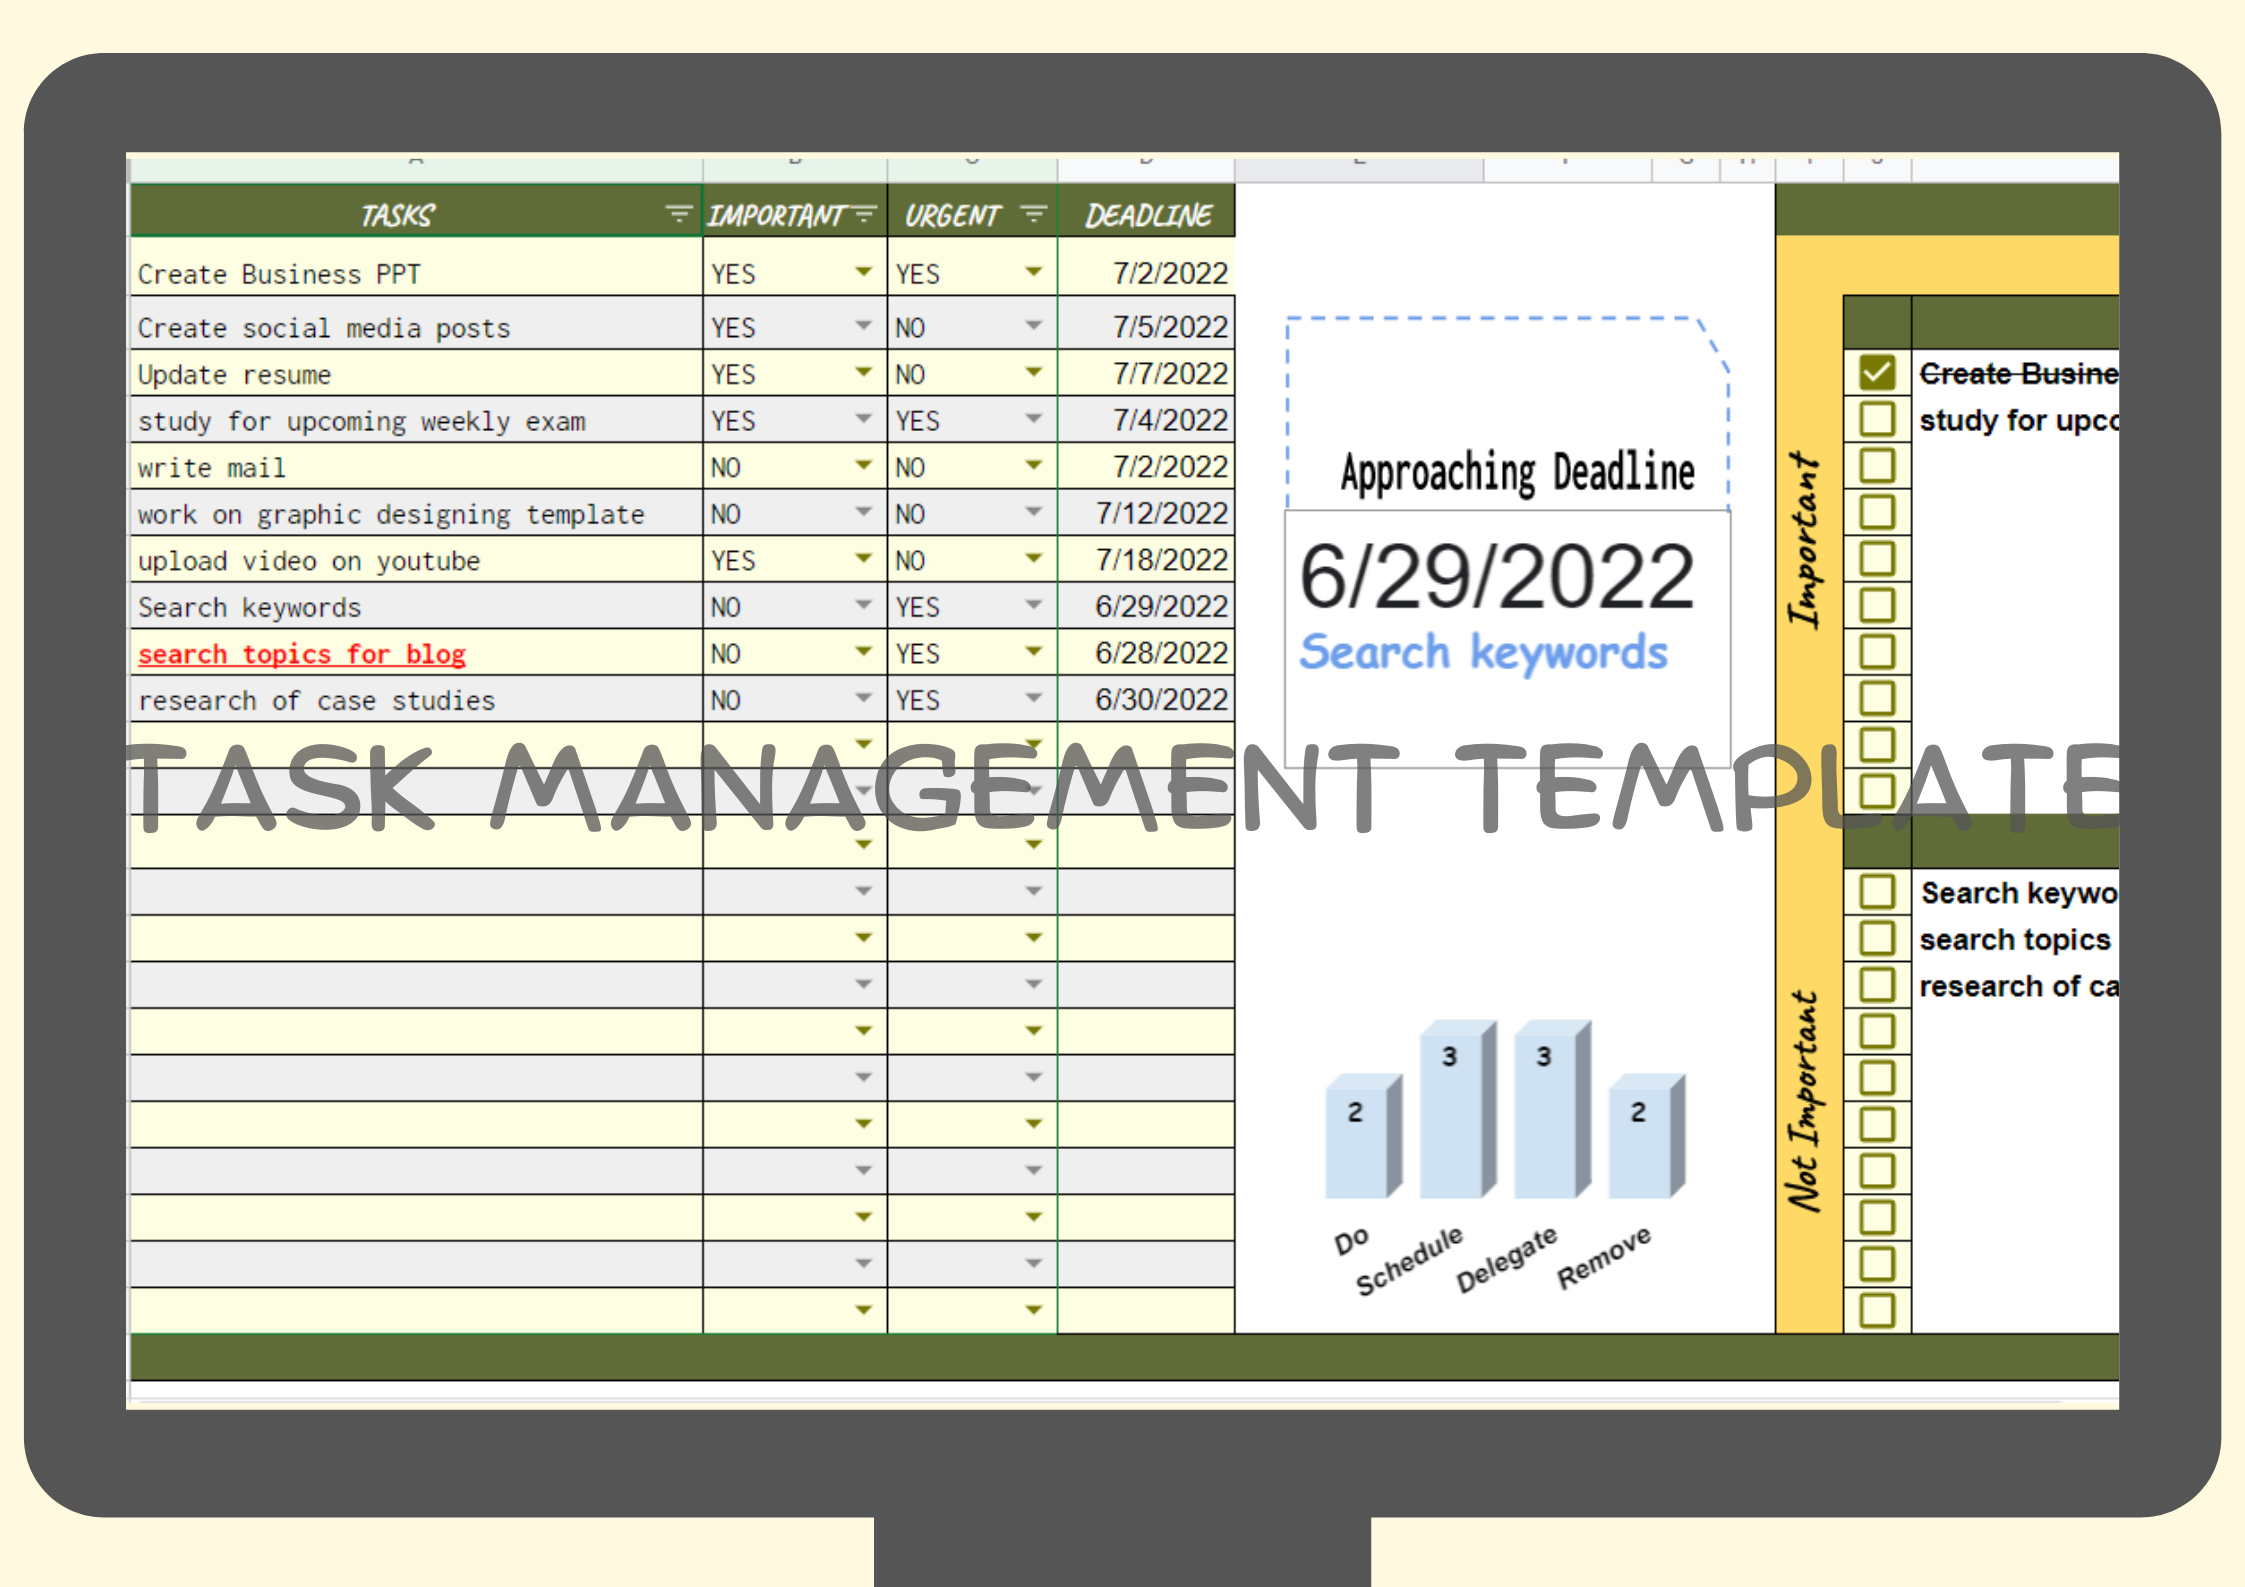 TASKS IMPORTANT URGENT DEADLINE
Create Business PPT YES YES 7/2/2022
Create social media posts YES NO 7/5/2022
Update resume YES NO 7/7/2022
study for upcoming weekly exam YES YES 7/4/2022
write mail NO NO 7/2/2022
work on graphic designing template NO NO 7/12/2022
upload video on youtube YES NO 7/18/2022
Search keywords NO YES 6/29/2022
search topics for blog NO YES 6/28/2022
research of case studies NO YES 6/30/2022
Approaching Deadline
6/29/2022
Search keywords
TASK MANAGEMENT TEMPLATE
2 3 3 2
Do Schedule Delegate Remove
Important
Create Busine
study for upco
Not Important
Search keywo
search topics
research of ca